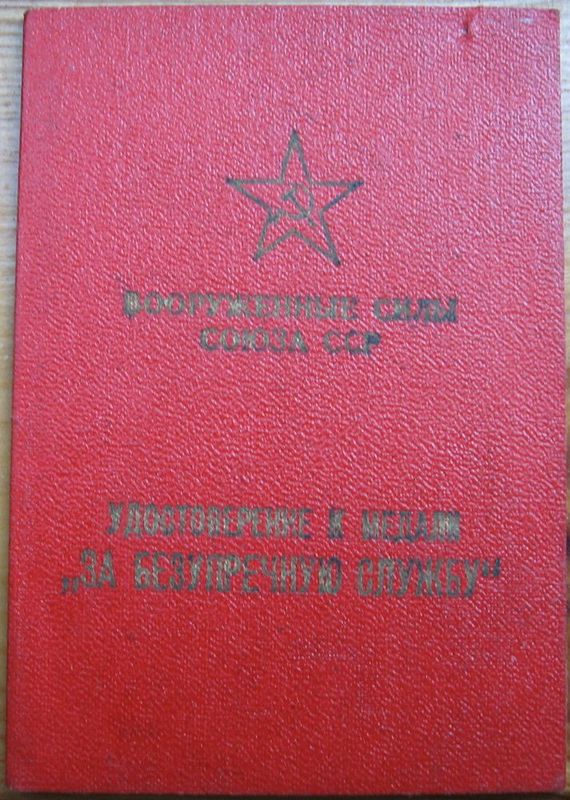 ВООРУЖЕННЫЕ СИЛЫ
СОЮЗА ССР
УДОСТОВЕРЕНИЕ К МЕДАЛИ
„ЗА БЕЗУПРЕЧНУЮ СЛУЖБУ“